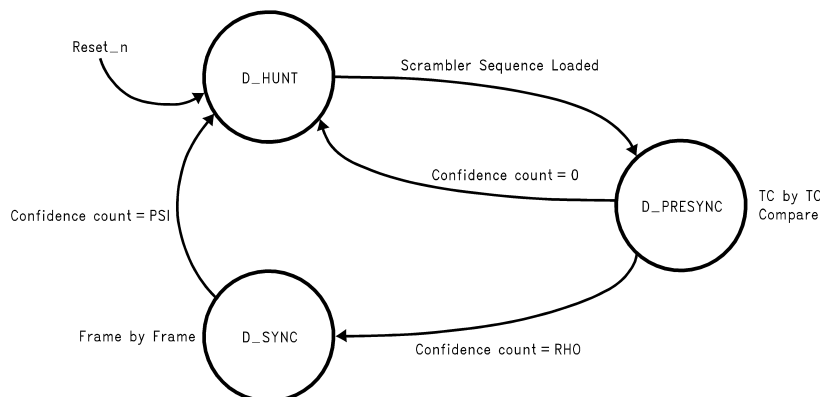 Reset_n
D_HUNT
Scrambler Sequence Loaded
Confidence count = 0
D_PRESYNC
TC by TC
Compare
Confidence count = PSI
Frame by Frame
D_SYNC
Confidence count = RHO